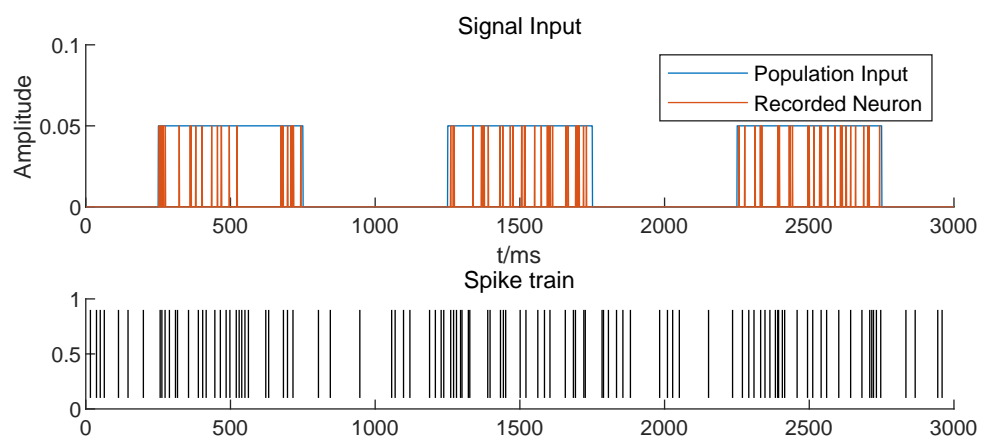 Signal Input
0.1
0.05
0
Amplitude
Population Input
Recorded Neuron
0 500 1000 1500 2000 2500 3000
t/ms
Spike train
1
0.5
0
0 500 1000 1500 2000 2500 3000